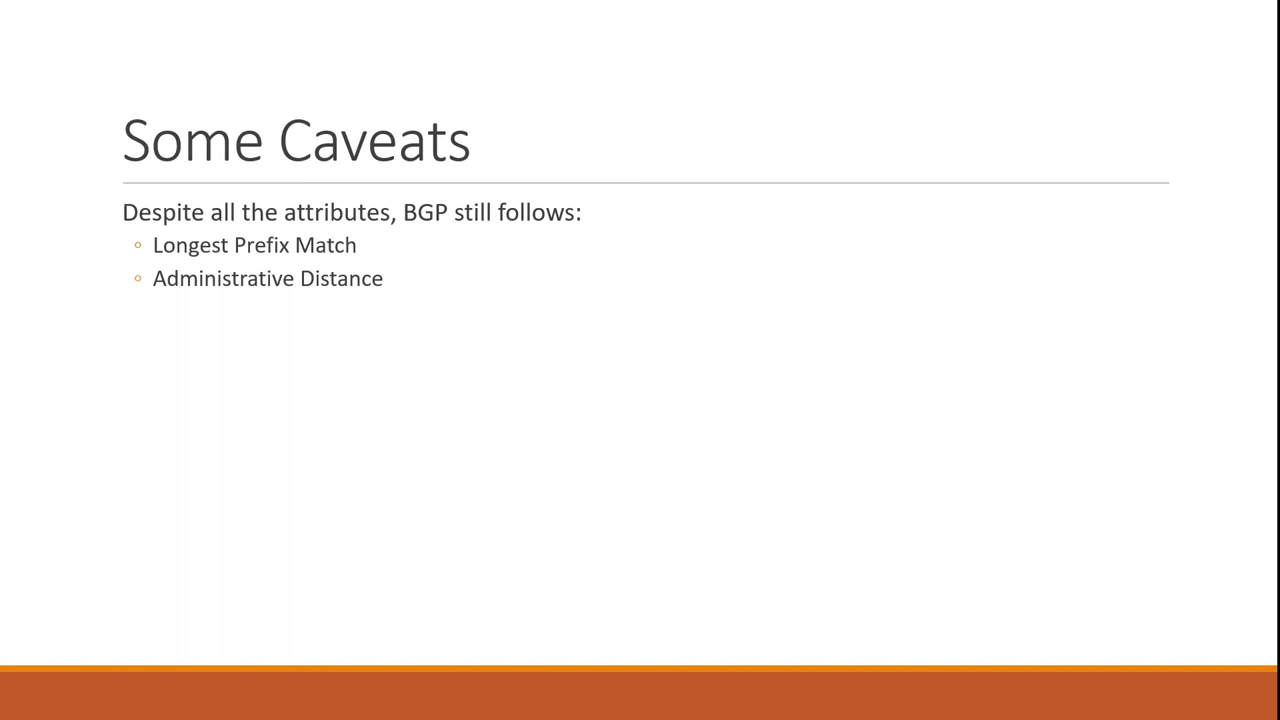 Some Caveats
Despite all the attributes, BGP still follows:
◦ Longest Prefix Match
◦ Administrative Distance